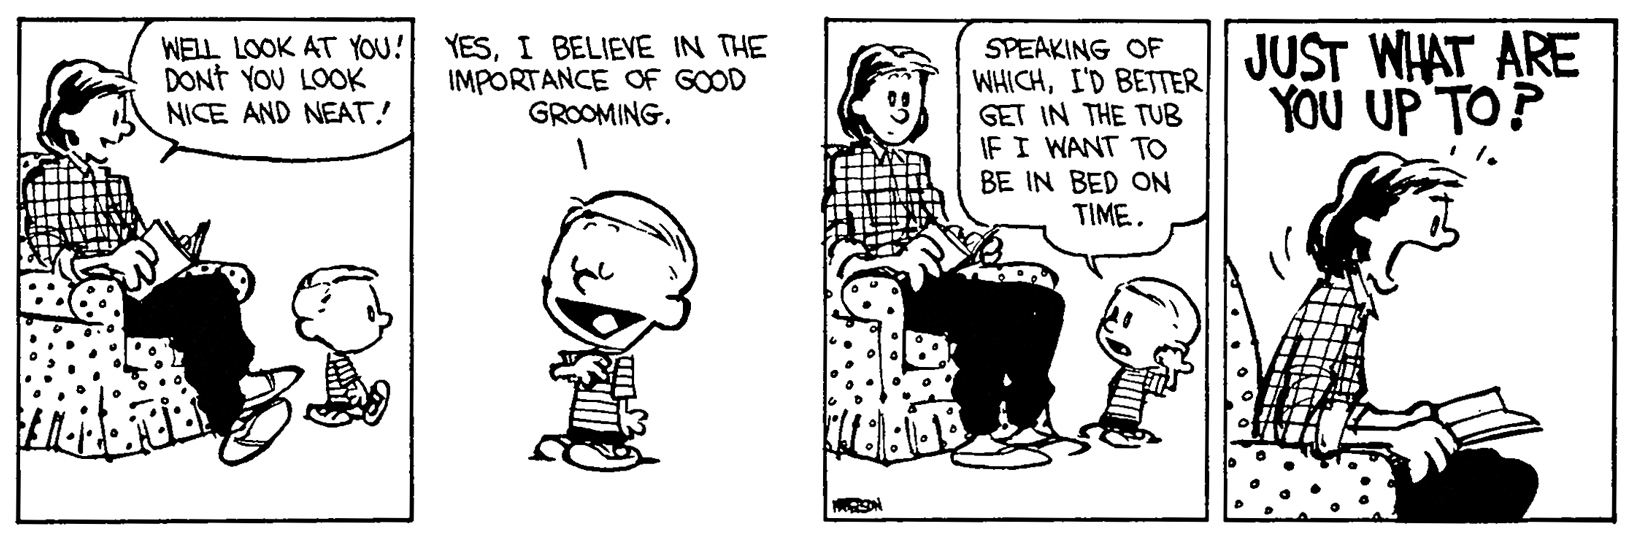 WELL LOOK AT YOU!
DON'T YOU LOOK
NICE AND NEAT!
YES, I BELIEVE IN THE
IMPORTANCE OF GOOD
GROOMING.
SPEAKING OF
WHICH, I'D BETTER
GET IN THE TUB
IF I WANT TO
BE IN BED ON
TIME.
JUST WHAT ARE
YOU UP TO?